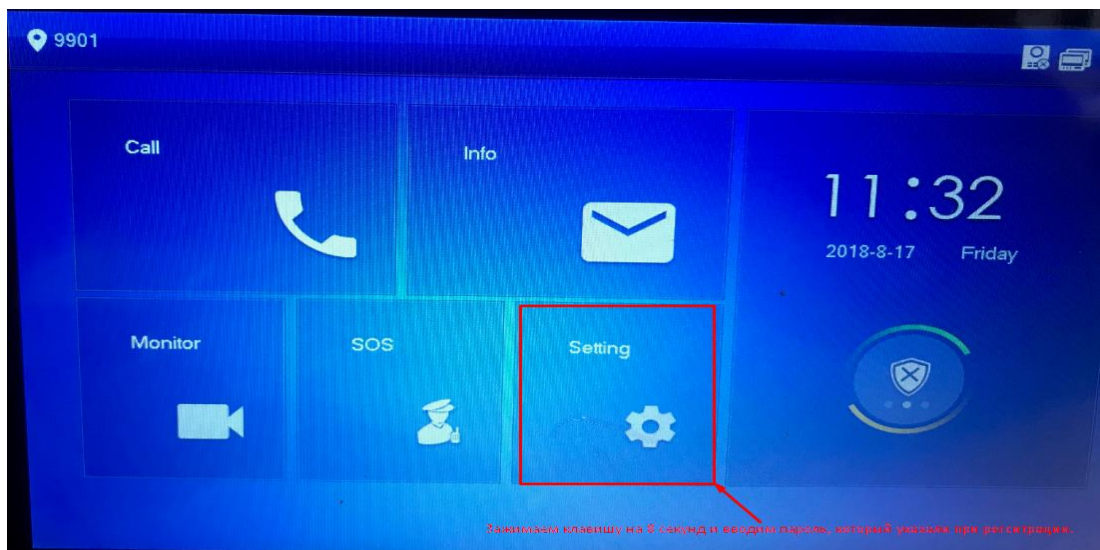 9901
Call
Info
11:32
2018-8-17 Friday
Monitor
SOS
Setting
Зажимаем клавишу на 8 секунд и вводим пароль, который указали при регистрации.